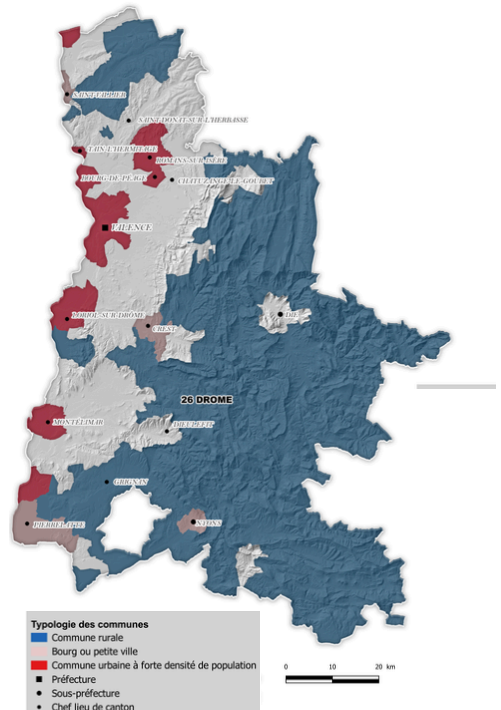 SAINT-VALLIER
SAINT-DONAT-SUR-L'HERBASSE
TAIN-L'HERMITAGE
ROMANS-SUR-ISÈRE
BOURG-DE-PÉAGE
CHATUZANGE-LE-GOUBET
VALENCE
LORIOL-SUR-DRÔME
DIE
CREST
26 DROME
MONTÉLIMAR
DIEULEFIT
GRIGNAN
PIERRELATTE
NYONS
Typologie des communes
Commune rurale
Bourg ou petite ville
Commune urbaine à forte densité de population
Préfecture
Sous-préfecture
Chef lieu de canton
0 10 20 km